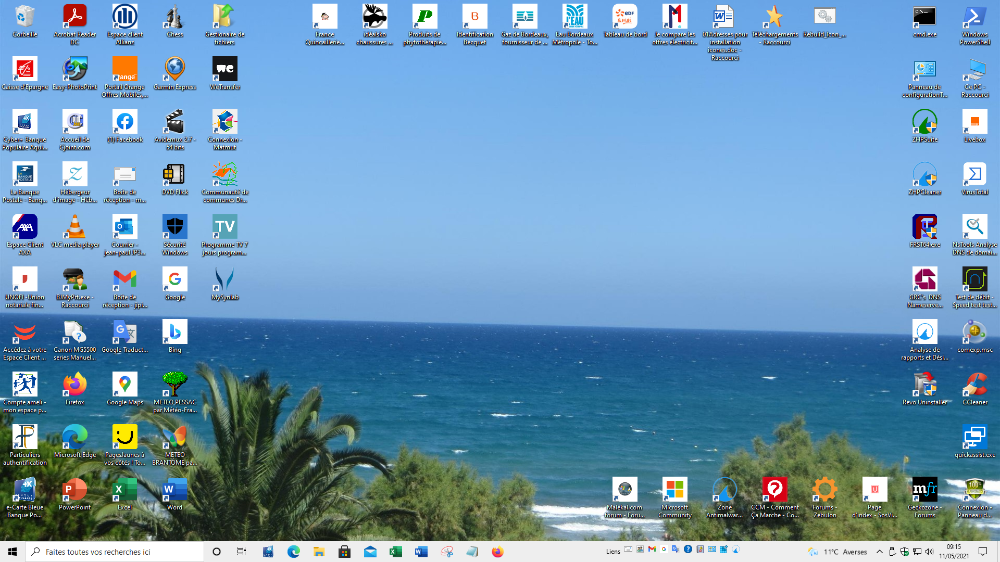 Corbeille
Acrobat Reader
DC
Espace client
Allianz
Chess
Gestionaire de
fichiers
France
Quincaillerie...
idéalsko
chaussures ...
Produits de
phytothérapie...
Identification
Becquet
Gaz de Bordeaux,
fournisseur de ...
Eau Bordeaux
Métropole - To...
Tableau de bord
Je compare les
offres électricit...
01Adresses pour
installation
icones.doc -
Raccourci
Téléchargements
- Raccourci
Rebuild_Icon_...
cmd.exe
Windows
PowerShell
Caisse d'Epargne
Easy-PhotoPrint
Portail Orange
Offres Mobiles,...
Garmin Express
WeTransfer
Panneau de
configurationT...
Ce PC -
Raccourci
Cyber+ Banque
Populaire Aqui...
Accueil de
Cjoint.com
(1) Facebook
Avidemux 2.7 -
64 bits
Connexion -
Matmut
ZHPSuite
Livebox
La Banque
Postale - Banq...
Hébergeur
d'image - Héb...
Boite de
réception - m...
DVD Flick
Communauté de
communes Dr...
ZHPCleaner
VirusTotal
Espace Client
AXA
VLC media player
Courrier -
jean-paul JP3...
Sécurité
Windows
Programme TV 7
jours program...
FRST64.exe
NsTools Analyse
DNS de domai...
UNOFI -Union
notariale fin...
BJMyPrt.exe -
Raccourci
Boite de
réception - jipi...
Google
MySynlab
GRC's DNS
Nameserve...
Test de débit -
Speed test test...
Accédez à votre
Espace Client ...
Canon MG5500
series Manuel...
Google Traduct...
Bing
Analyse de
rapports et Dési...
comexp.msc
Compte ameli -
mon espace p...
Firefox
Google Maps
METEO PESSAC
par Météo-Fra...
Revo Uninstaller
CCleaner
Particuliers
authentification
Microsoft Edge
PagesJaunes à
vos côtés ! To...
METEO
BRANTÔME pa...
quickassist.exe
e-Carte Bleue
Banque Po...
PowerPoint
Excel
Word
Malekal.com
forum - Foru...
Microsoft
Community
Zone
Antimalwar...
CCM - Comment
Ça Marche - Co...
Forums -
Zebulon
Page
d'index - SosVi...
Geckozone -
Forums
Connexion •
Panneau d...
Faites toutes vos recherches ici
Liens
11°C Averses
09:15
11/05/2021